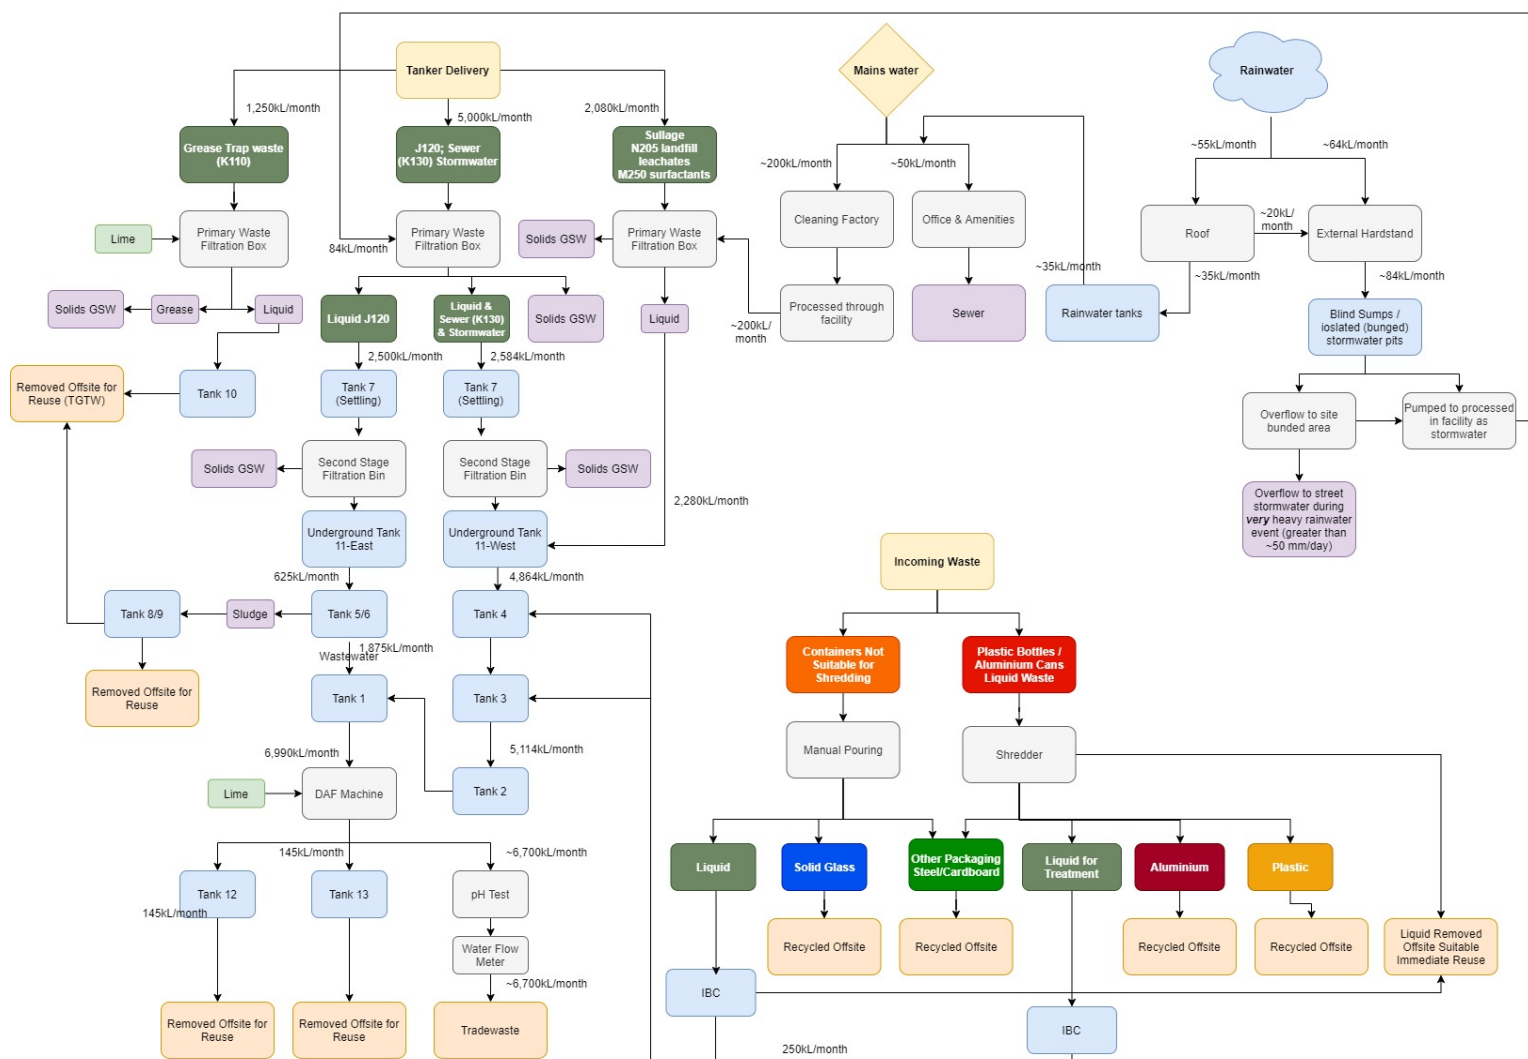 Tanker Delivery
Mains water
Rainwater
1,250kL/month
5,000kL/month
2,080kL/month
Grease Trap waste
(K110)
J120; Sewer
(K130) Stormwater
Sullage
N205 landfill
leachates
M250 surfactants
~200kL/month)
~50kL/month)
~55kL/month
~64kL/month
Lime
Primary Waste
Filtration Box
84kL/month
Primary Waste
Filtration Box
Solids GSW
Primary Waste
Filtration Box
Cleaning Factory
Office & Amenities
Roof
~20kL/
month
External Hardstand
~35kL/month
~35kL/month
~84kL/month
Solids GSW
Grease
Liquid
Liquid J120
Liquid &
Sewer (K130)
& Stormwater
Solids GSW
Liquid
~200kL/
month
Processed through
facility
Sewer
Rainwater tanks
Blind Sumps /
ioslated (bunged)
stormwater pits
2,500kL/month
2,584kL/month
Removed Offsite for
Reuse (TGTW)
Tank 10
Tank 7
(Settling)
Tank 7
(Settling)
Overflow to site
bunded area
Pumped to processed
in facility as
stormwater
Solids GSW
Second Stage
Filtration Bin
Second Stage
Filtration Bin
Solids GSW
2,280kL/month
Overflow to street
stormwater during
very heavy rainwater
event (greater than
~50 mm/day)
Underground Tank
11-East
Underground Tank
11-West
Incoming Waste
625kL/month
4,864kL/month
Tank 8/9
Sludge
Tank 5/6
Tank 4
1,875kL/month
Wastewater
Containers Not
Suitable for
Shredding
Plastic Bottles /
Aluminium Cans
Liquid Waste
Removed Offsite for
Reuse
Tank 1
Tank 3
6,990kL/month
5,114kL/month
Manual Pouring
Shredder
Lime
DAF Machine
Tank 2
145kL/month
~6,700kL/month
Liquid
Solid Glass
Other Packaging
Steel/Cardboard
Liquid for
Treatment
Aluminium
Plastic
Tank 12
145kL/month
Tank 13
pH Test
Recycled Offsite
Recycled Offsite
Recycled Offsite
Recycled Offsite
Liquid Removed
Offsite Suitable
Immediate Reuse
Water Flow
Meter
~6,700kL/month
IBC
IBC
Removed Offsite for
Reuse
Removed Offsite for
Reuse
Tradewaste
250kL/month